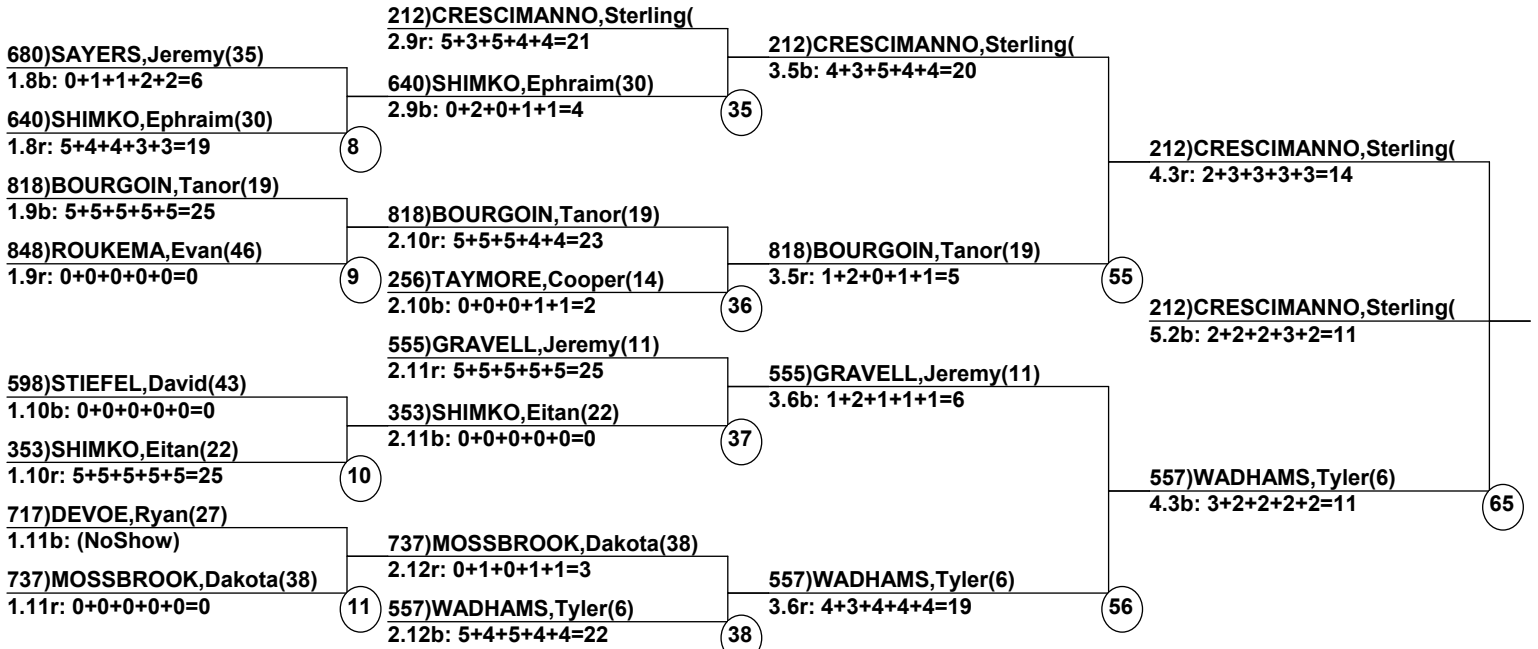 680)SAYERS,Jeremy(35)
1.8b: 0+1+1+2+2=6
640)SHIMKO,Ephraim(30)
1.8r: 5+4+4+3+3=19
8
818)BOURGOIN,Tanor(19)
1.9b: 5+5+5+5+5=25
848)ROUKEMA,Evan(46)
1.9r: 0+0+0+0+0=0
9
598)STIEFEL,David(43)
1.10b: 0+0+0+0+0=0
353)SHIMKO,Eitan(22)
1.10r: 5+5+5+5+5=25
10
717)DEVOE,Ryan(27)
1.11b: (NoShow)
737)MOSSBROOK,Dakota(38)
1.11r: 0+0+0+0+0=0
11
212)CRESCIMANNO,Sterling(
2.9r: 5+3+5+4+4=21
640)SHIMKO,Ephraim(30)
2.9b: 0+2+0+1+1=4
35
818)BOURGOIN,Tanor(19)
2.10r: 5+5+5+4+4=23
256)TAYMORE,Cooper(14)
2.10b: 0+0+0+1+1=2
36
555)GRAVELL,Jeremy(11)
2.11r: 5+5+5+5+5=25
353)SHIMKO,Eitan(22)
2.11b: 0+0+0+0+0=0
37
737)MOSSBROOK,Dakota(38)
2.12r: 0+1+0+1+1=3
557)WADHAMS,Tyler(6)
2.12b: 5+4+5+4+4=22
38
212)CRESCIMANNO,Sterling(
3.5b: 4+3+5+4+4=20
818)BOURGOIN,Tanor(19)
3.5r: 1+2+0+1+1=5
55
555)GRAVELL,Jeremy(11)
3.6b: 1+2+1+1+1=6
557)WADHAMS,Tyler(6)
3.6r: 4+3+4+4+4=19
56
212)CRESCIMANNO,Sterling(
4.3r: 2+3+3+3+3=14
212)CRESCIMANNO,Sterling(
5.2b: 2+2+2+3+2=11
557)WADHAMS,Tyler(6)
4.3b: 3+2+2+2+2=11
65